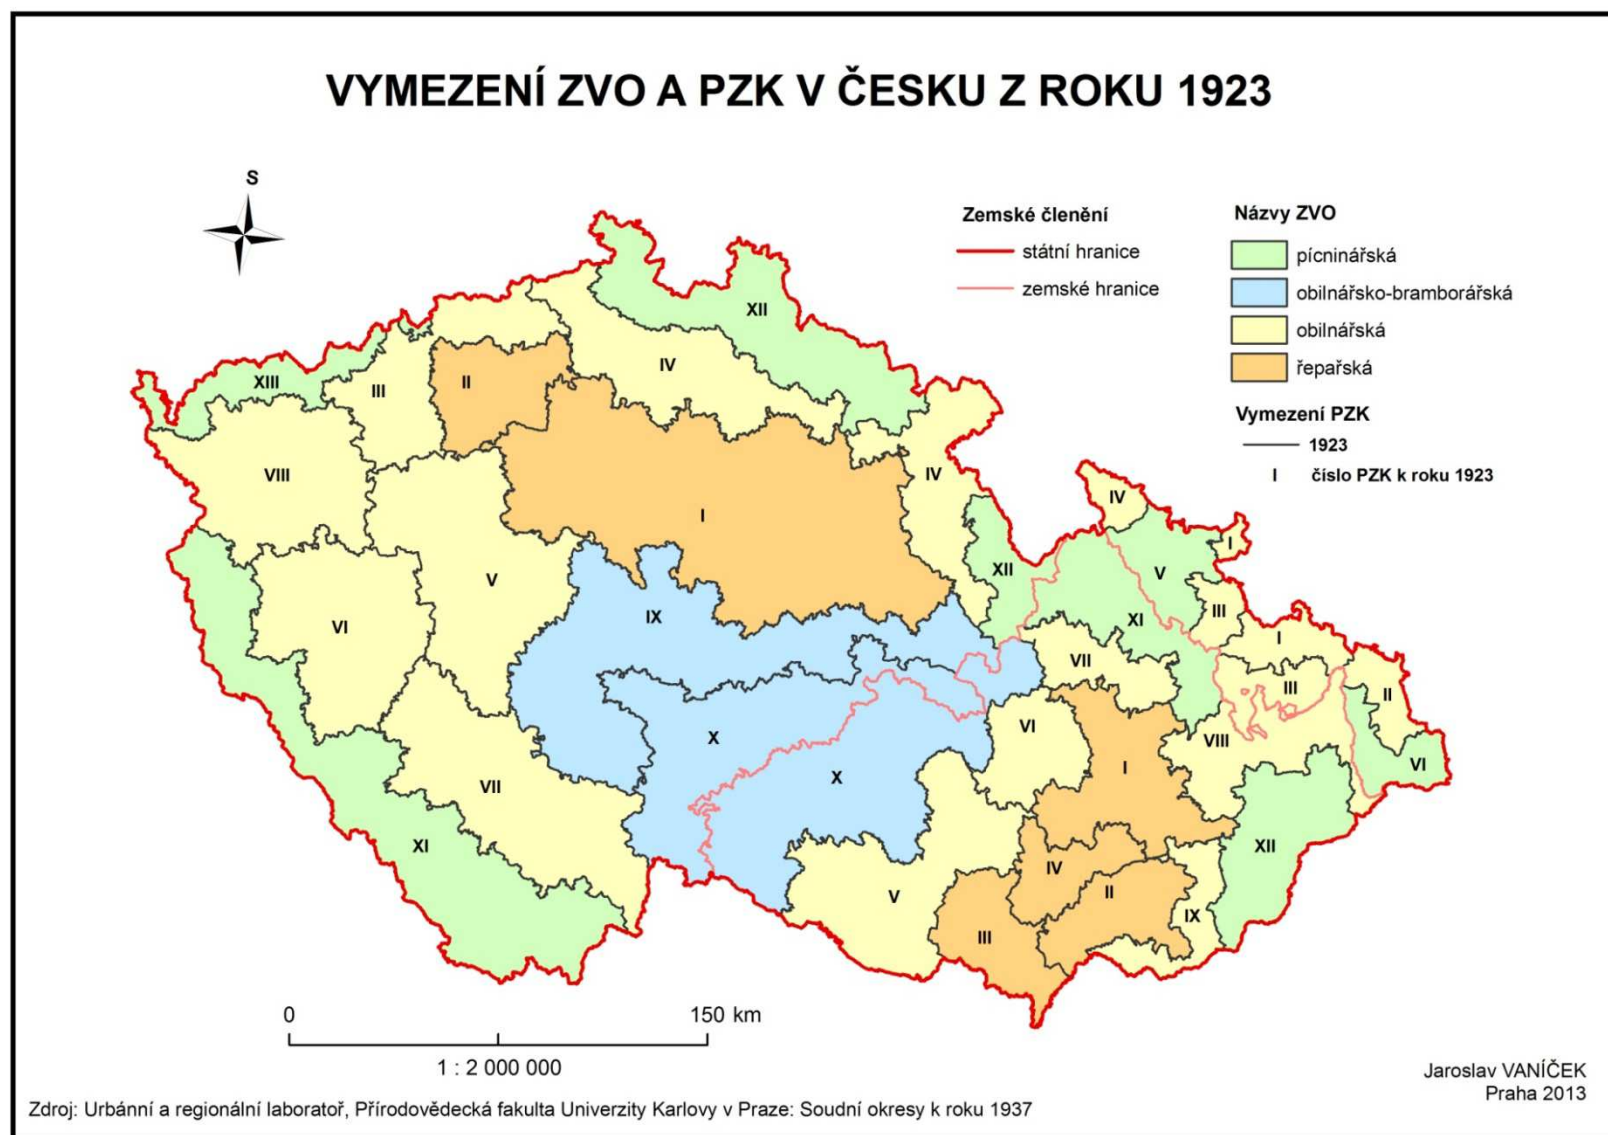 VYMEZENÍ ZVO A PZK V ČESKU Z ROKU 1923
S
Zemské členění
státní hranice
zemské hranice
Názvy ZVO
pícninářská
obilnářsko-bramborářská
obilnářská
řepařská
Vymezení PZK
1923
I číslo PZK k roku 1923
XII
IV
XIII
III
II
VIII
IV
IV
I
I
XII
V
V
IX
VI
XI
III
I
VII
III
II
X
VI
VIII
VI
VII
X
I
XI
XII
IV
V
II
IX
III
0
150 km
1 : 2 000 000
Jaroslav VANÍČEK
Praha 2013
Zdroj: Urbánní a regionální laboratoř, Přírodovědecká fakulta Univerzity Karlovy v Praze: Soudní okresy k roku 1937